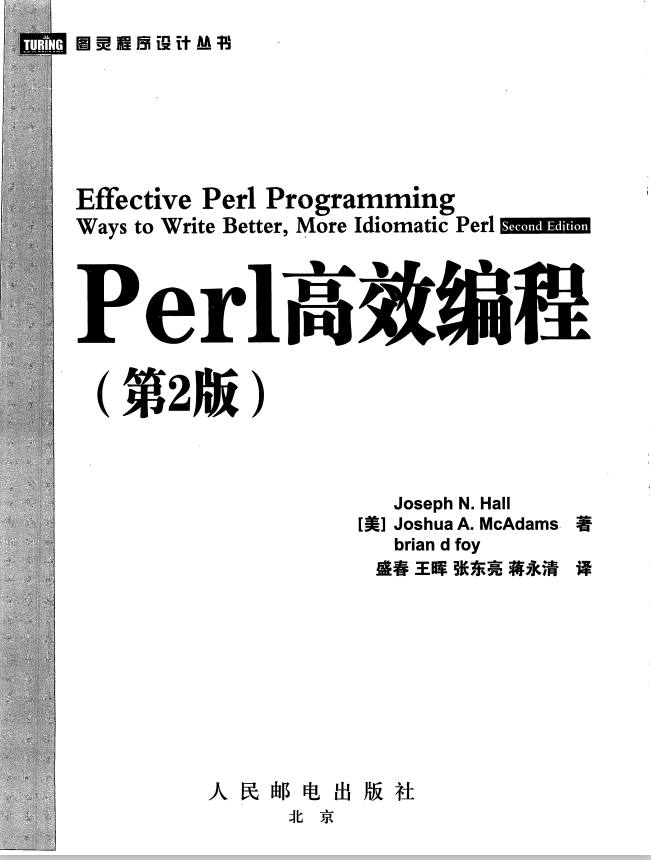 TURING 图灵程序设计丛书
Effective Perl Programming
Ways to Write Better, More Idiomatic Perl Second Edition
Perl高效编程
（第2版）
Joseph N. Hall
[美] Joshua A. McAdams 著
brian d foy
盛春 王晖 张东亮 蒋永清 译
人民邮电出版社
北京